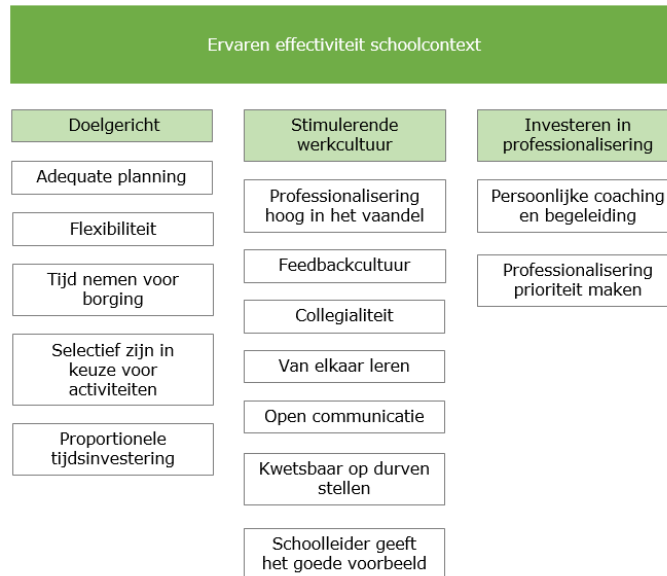 Ervaren effectiviteit schoolcontext
Doelgericht
Adequate planning
Flexibiliteit
Tijd nemen voor
borging
Selectief zijn in
keuze voor
activiteiten
Proportionele
tijdsinvestering
Stimulerende
werkcultuur
Professionalisering
hoog in het vaandel
Feedbackcultuur
Collegialiteit
Van elkaar leren
Open communicatie
Kwetsbaar op durven
stellen
Schoolleider geeft
het goede voorbeeld
Investeren in
professionalisering
Persoonlijke coaching
en begeleiding
Professionalisering
prioriteit maken